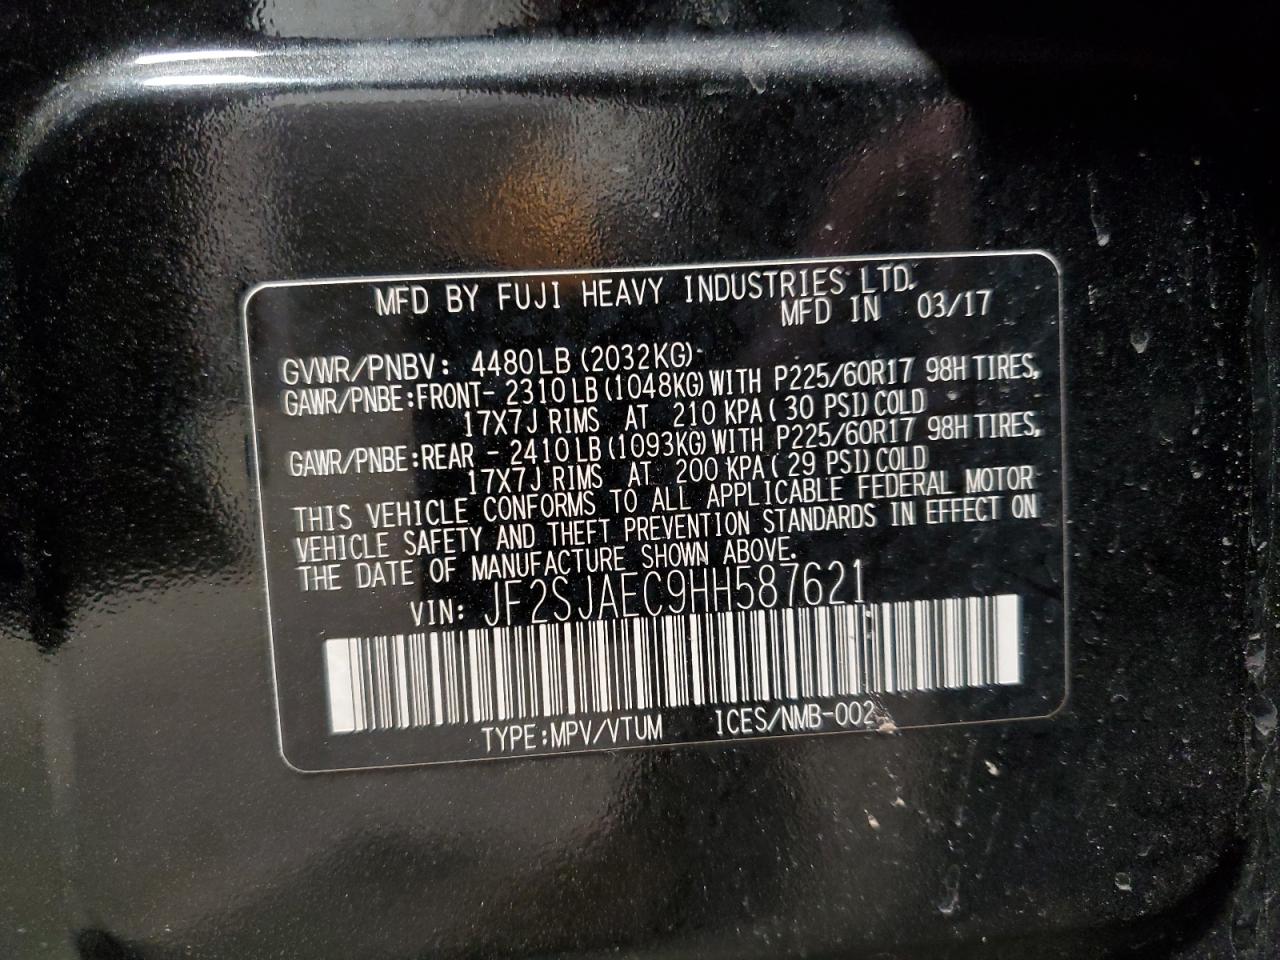 MFD BY FUJI HEAVY INDUSTRIES LTD.
MFD IN 03/17
GVWR/PNBV: 4480LB (2032KG)
GAWR/PNBE:FRONT- 2310LB (1048KG) WITH P225/60R17 98H TIRES,
17X7J RIMS AT 210 KPA ( 30 PSI) COLD
GAWR/PNBE:REAR - 2410LB (1093KG) WITH P225/60R17 98H TIRES,
17X7J RIMS AT 200 KPA ( 29 PSI) COLD
THIS VEHICLE CONFORMS TO ALL APPLICABLE FEDERAL MOTOR
VEHICLE SAFETY AND THEFT PREVENTION STANDARDS IN EFFECT ON
THE DATE OF MANUFACTURE SHOWN ABOVE.
VIN: JF2SJAEC9HH587621
TYPE:MPV/VTUM ICES/NMB-002